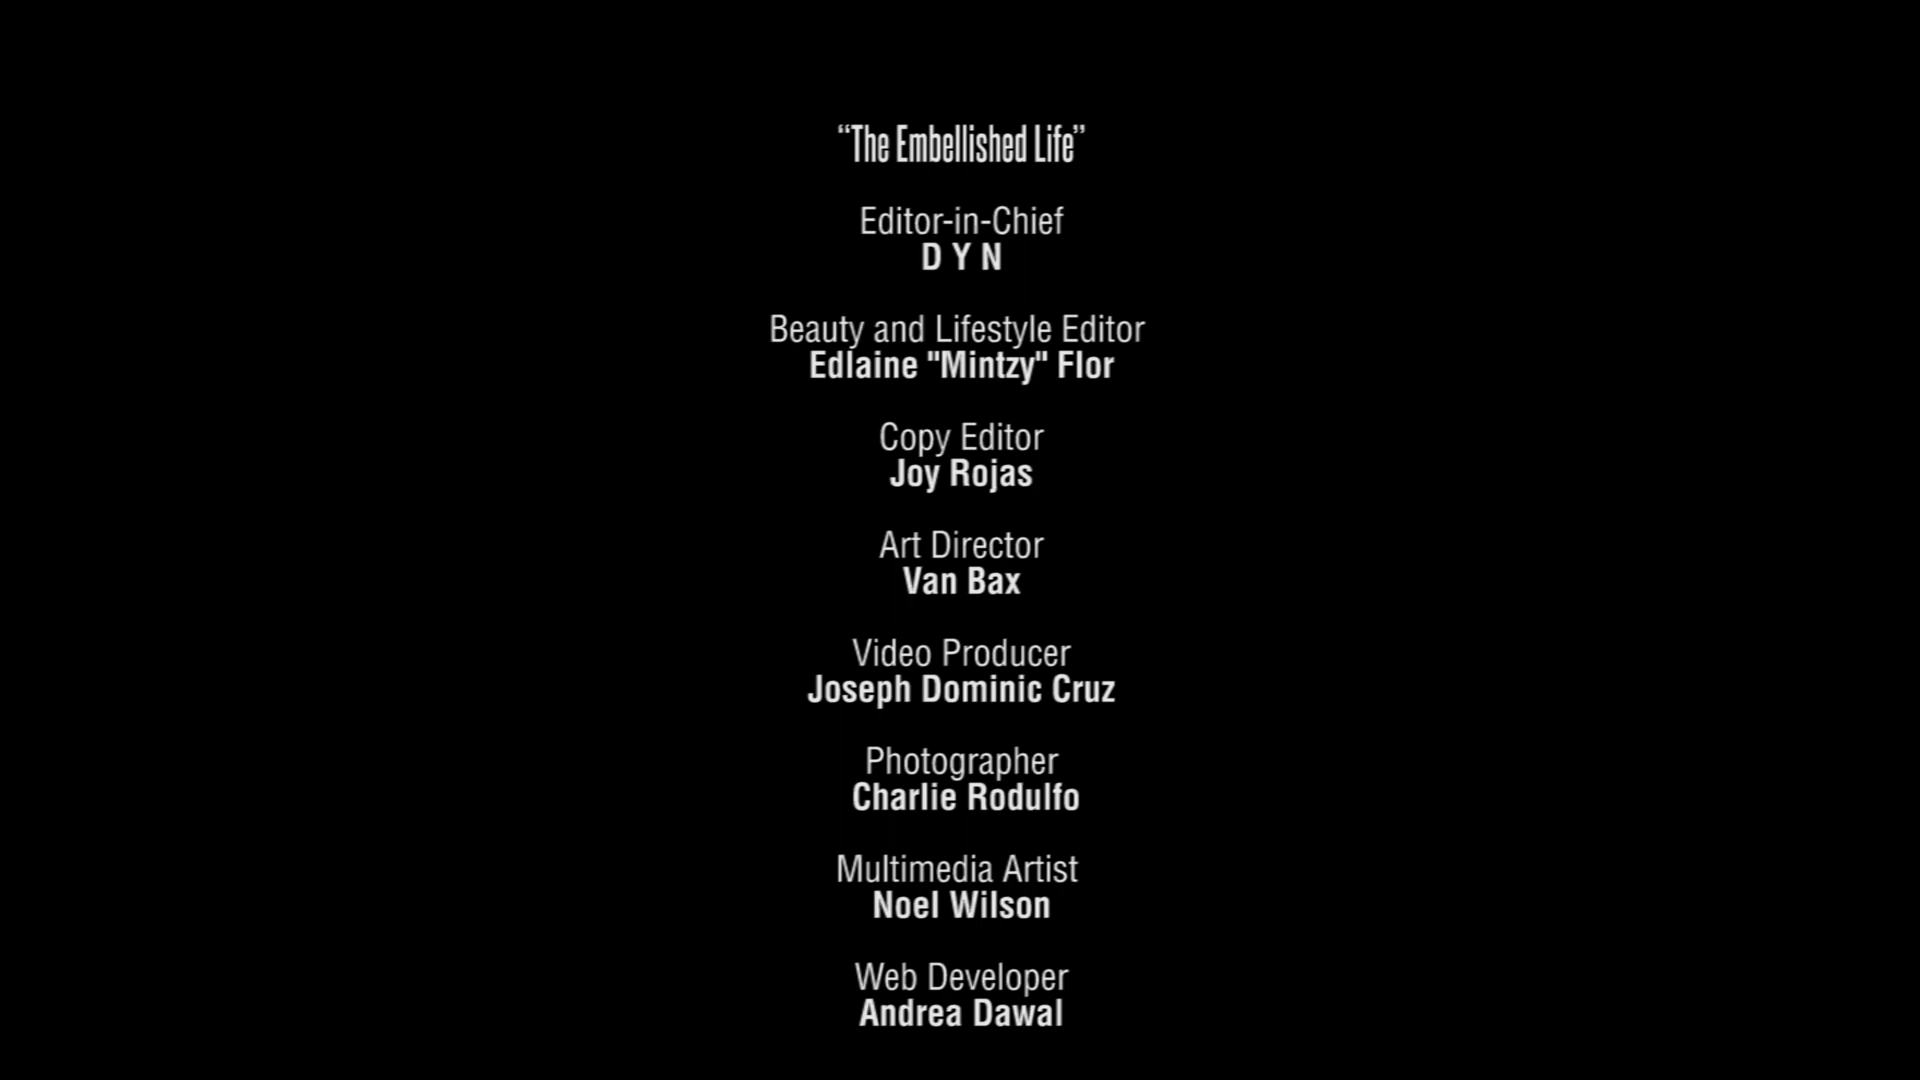 “The Embellished Life”
Editor-in-Chief
D Y N
Beauty and Lifestyle Editor
Edlaine "Mintzy" Flor
Copy Editor
Joy Rojas
Art Director
Van Bax
Video Producer
Joseph Dominic Cruz
Photographer
Charlie Rodulfo
Multimedia Artist
Noel Wilson
Web Developer
Andrea Dawal